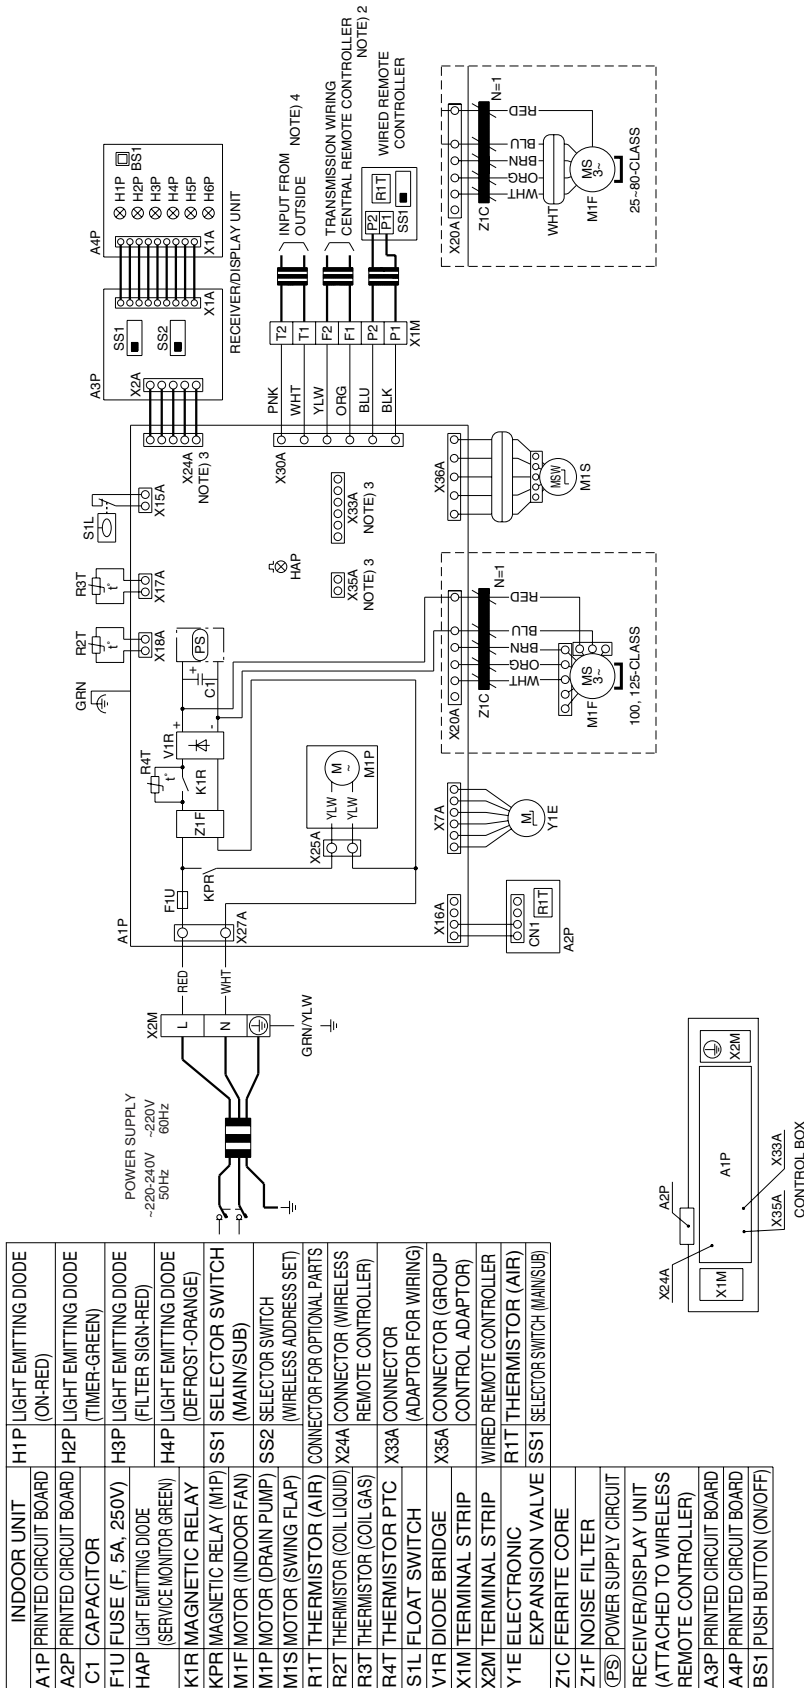 INDOOR UNIT
A1P PRINTED CIRCUIT BOARD
A2P PRINTED CIRCUIT BOARD
C1 CAPACITOR
F1U FUSE (F, 5A, 250V)
HAP LIGHT EMITTING DIODE
(SERVICE MONITOR GREEN)
K1R MAGNETIC RELAY
KPR MAGNETIC RELAY (M1P)
M1F MOTOR (INDOOR FAN)
M1P MOTOR (DRAIN PUMP)
M1S MOTOR (SWING FLAP)
R1T THERMISTOR (AIR)
R2T THERMISTOR (COIL LIQUID)
R3T THERMISTOR (COIL GAS)
R4T THERMISTOR PTC
S1L FLOAT SWITCH
V1R DIODE BRIDGE
X1M TERMINAL STRIP
X2M TERMINAL STRIP
Y1E ELECTRONIC
EXPANSION VALVE
Z1C FERRITE CORE
Z1F NOISE FILTER
PS POWER SUPPLY CIRCUIT
RECEIVER/DISPLAY UNIT
(ATTACHED TO WIRELESS
REMOTE CONTROLLER)
A3P PRINTED CIRCUIT BOARD
A4P PRINTED CIRCUIT BOARD
BS1 PUSH BUTTON (ON/OFF)
H1P LIGHT EMITTING DIODE
(ON-RED)
H2P LIGHT EMITTING DIODE
(TIMER-GREEN)
H3P LIGHT EMITTING DIODE
(FILTER SIGN-RED)
H4P LIGHT EMITTING DIODE
(DEFROST-ORANGE)
SS1 SELECTOR SWITCH
(MAIN/SUB)
SS2 SELECTOR SWITCH
(WIRELESS ADDRESS SET)
CONNECTOR FOR OPTIONAL PARTS
X24A CONNECTOR (WIRELESS
REMOTE CONTROLLER)
X33A CONNECTOR
(ADAPTOR FOR WIRING)
X35A CONNECTOR (GROUP
CONTROL ADAPTOR)
WIRED REMOTE CONTROLLER
R1T THERMISTOR (AIR)
SS1 SELECTOR SWITCH (MAIN/SUB)
POWER SUPPLY
~220-240V ~220V
50Hz 60Hz
X2M
L
N
GRN/YLW
RED
WHT
A1P
X27A
F1U
KPR
Z1F
R4T
t°
K1R
V1R
+
-
C1
+
PS
X25A
YLW
YLW
M
~
M1P
GRN
R2T
t°
X18A
R3T
t°
X17A
S1L
X15A
HAP
X35A
NOTE) 3
X33A
NOTE) 3
X24A
NOTE) 3
X30A
A3P
X2A
SS1
SS2
X1A
A4P
BS1
H1P
H2P
H3P
H4P
H5P
H6P
X1A
RECEIVER/DISPLAY UNIT
PNK
WHT
YLW
ORG
BLU
BLK
T2
T1
F2
F1
P2
P1
X1M
INPUT FROM
OUTSIDE
NOTE) 4
TRANSMISSION WIRING
CENTRAL REMOTE CONTROLLER
NOTE) 2
WIRED REMOTE
CONTROLLER
P2
P1
R1T
SS1
X16A
CN1
R1T
A2P
X7A
M
Y1E
X20A
Z1C
N=1
WHT
ORG
BRN
BLU
RED
MS
3~
M1F
100, 125-CLASS
X36A
MSW
M1S
X20A
Z1C
N=1
WHT
ORG
BRN
BLU
RED
WHT
MS
3~
M1F
25~80-CLASS
X24A
A2P
X1M
A1P
X2M
X35A
X33A
CONTROL BOX